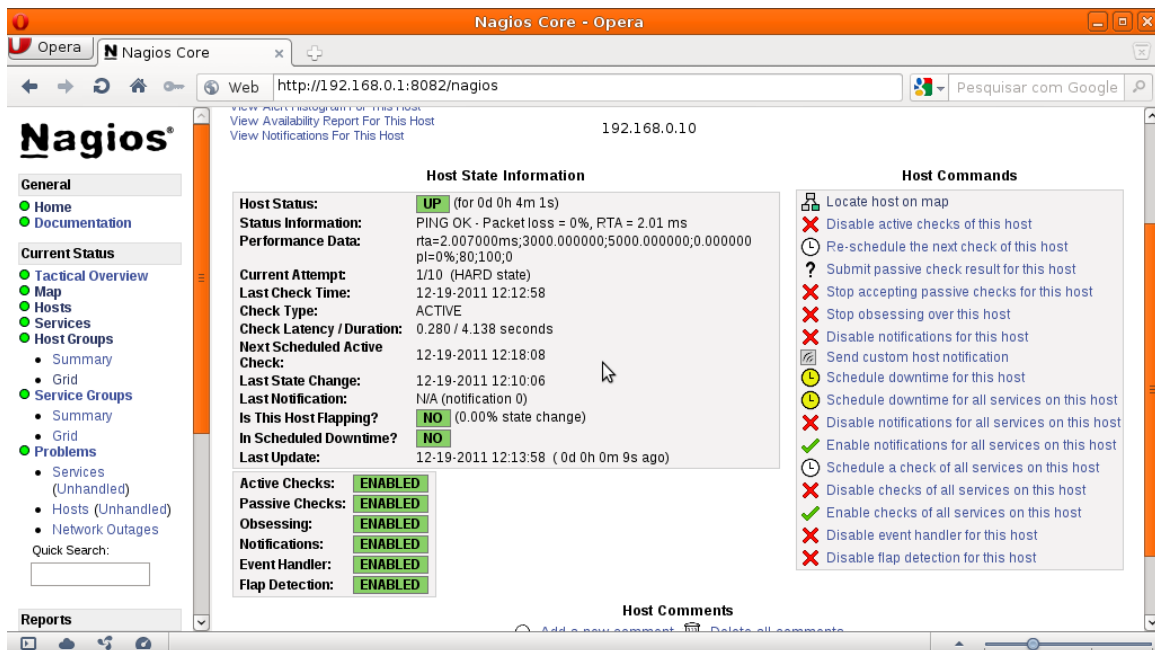 Nagios Core - Opera
Opera
Nagios Core
Web
http://192.168.0.1:8082/nagios
Pesquisar com Google
Nagios®
General
Home
Documentation
Current Status
Tactical Overview
Map
Hosts
Services
Host Groups
Summary
Grid
Service Groups
Summary
Grid
Problems
Services
(Unhandled)
Hosts (Unhandled)
Network Outages
Quick Search:
Reports
View Alert Histogram For This Host
View Availability Report For This Host
View Notifications For This Host
192.168.0.10
Host State Information
Host Status: UP (for 0d 0h 4m 1s)
Status Information: PING OK - Packet loss = 0%, RTA = 2.01 ms
Performance Data: rta=2.007000ms;3000.000000;5000.000000;0.000000
pl=0%;80;100;0
Current Attempt: 1/10 (HARD state)
Last Check Time: 12-19-2011 12:12:58
Check Type: ACTIVE
Check Latency / Duration: 0.280 / 4.138 seconds
Next Scheduled Active
Check: 12-19-2011 12:18:08
Last State Change: 12-19-2011 12:10:06
Last Notification: N/A (notification 0)
Is This Host Flapping? NO (0.00% state change)
In Scheduled Downtime? NO
Last Update: 12-19-2011 12:13:58 ( 0d 0h 0m 9s ago)
Active Checks: ENABLED
Passive Checks: ENABLED
Obsessing: ENABLED
Notifications: ENABLED
Event Handler: ENABLED
Flap Detection: ENABLED
Host Commands
Locate host on map
Disable active checks of this host
Re-schedule the next check of this host
Submit passive check result for this host
Stop accepting passive checks for this host
Stop obsessing over this host
Disable notifications for this host
Send custom host notification
Schedule downtime for this host
Schedule downtime for all services on this host
Disable notifications for all services on this host
Enable notifications for all services on this host
Schedule a check of all services on this host
Disable checks of all services on this host
Enable checks of all services on this host
Disable event handler for this host
Disable flap detection for this host
Host Comments
Add a new comment Delete all comments